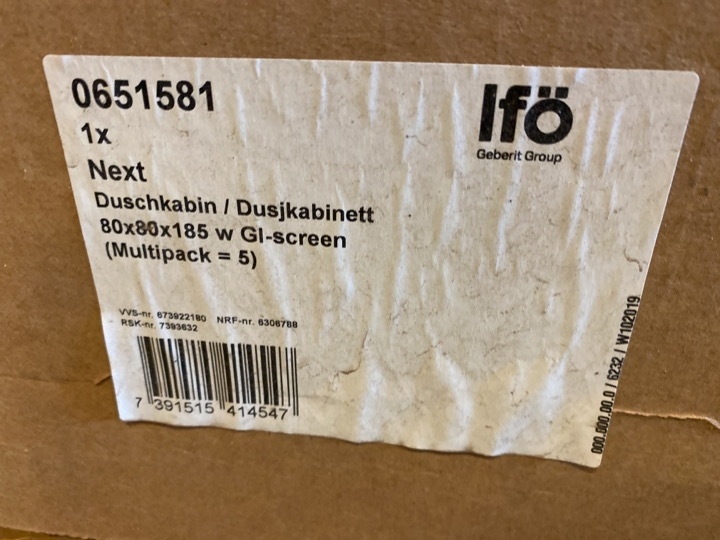 0651581
1x
Next
Duschkabin / Dusjkabinett
80x80x185 w Gl-screen
(Multipack = 5)
Ifö
Geberit Group
VVS-nr. 673922180 NRF-nr. 6306788
RSK-nr. 7393632
7 391515 414547
000.000.00.0 / 6232 / W102019